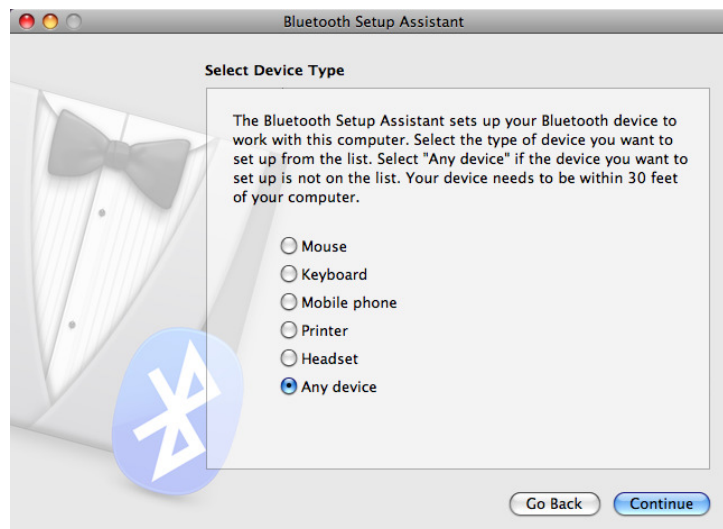 Bluetooth Setup Assistant
Select Device Type
The Bluetooth Setup Assistant sets up your Bluetooth device to
work with this computer. Select the type of device you want to
set up from the list. Select "Any device" if the device you want to
set up is not on the list. Your device needs to be within 30 feet
of your computer.
Mouse
Keyboard
Mobile phone
Printer
Headset
Any device
Go Back
Continue